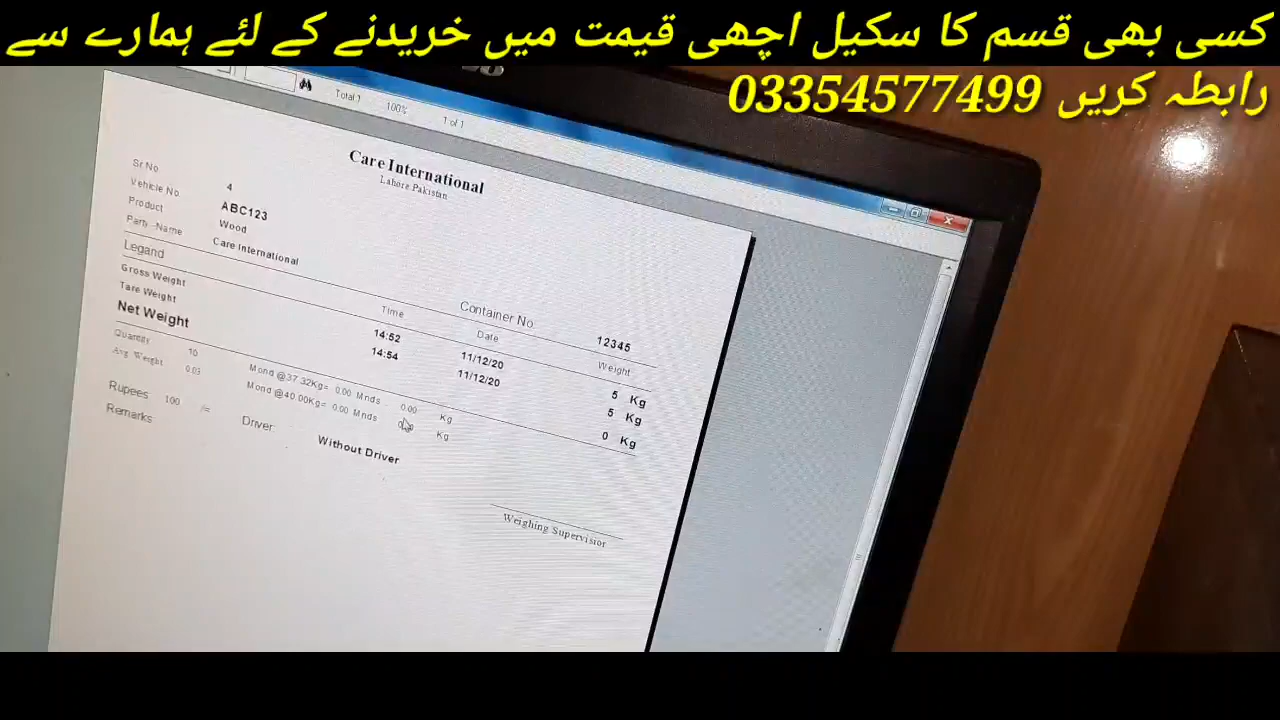 کسی بھی قسم کا سکیل اچھی قیمت میں خریدنے کے لئے ہمارے سے
رابطہ کریں 03354577499
Total 1 100% 1 of 1
Care International
Lahore Pakistan
Sr No 4
Vehicle No ABC123
Product Wood
Party Name Care International
Container No 12345
Legand Time Date Weight
Gross Weight 14:52 11/12/20 5 Kg
Tare Weight 14:54 11/12/20 5 Kg
Net Weight 0 Kg
Quantity 10 Mond @37.32Kg= 0.00 Mnds 0.00 Kg
Avg Weight 0.03 Mond @40.00Kg= 0.00 Mnds Kg
Rupees 100 /= Driver: Without Driver
Remarks
Weighing Supervisior